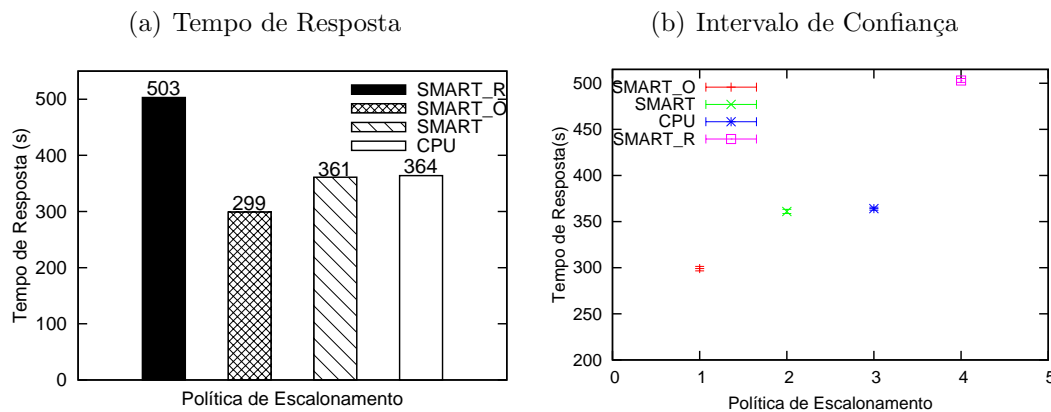 (a) Tempo de Resposta
Tempo de Resposta (s)
500
400
300
200
100
0
503
299
361
364
SMART_R
SMART_O
SMART
CPU
Política de Escalonamento
(b) Intervalo de Confiança
Tempo de Resposta(s)
500
450
400
350
300
250
200
SMART_O
SMART
CPU
SMART_R
0 1 2 3 4 5
Política de Escalonamento